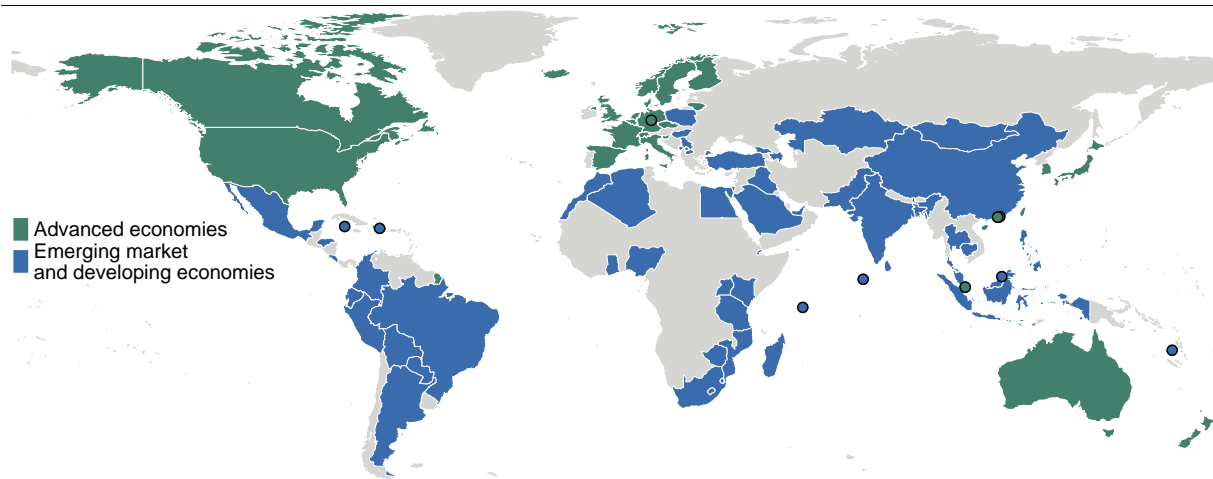 Advanced economies
Emerging market
and developing economies